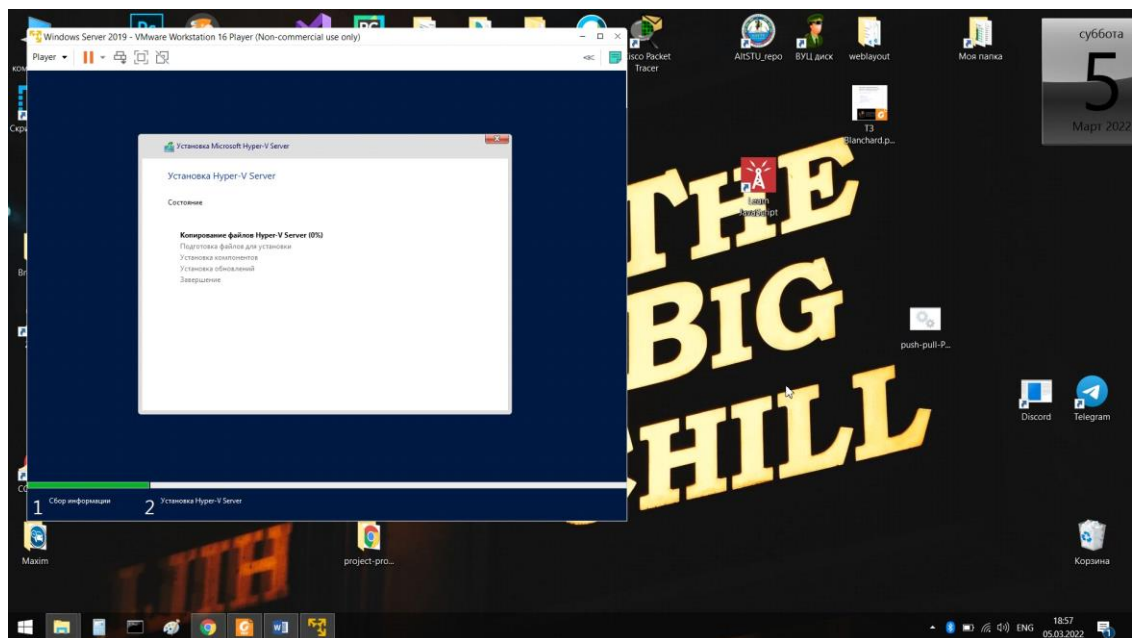 Windows Server 2019 - VMware Workstation 16 Player (Non-commercial use only)
Player
Установка Microsoft Hyper-V Server
Установка Hyper-V Server
Состояние
Копирование файлов Hyper-V Server (0%)
Подготовка файлов для установки
Установка компонентов
Установка обновлений
Завершение
1 Сбор информации
2 Установка Hyper-V Server
Tracer
AltSTU_repo
ВУЦ диск
weblayout
Моя папка
суббота
5
Март 2022
ТЗ
Blanchard.p...
Learn
JavaScript
push-pull-P...
Discord
Telegram
THE
BIG
CHILL
Maxim
project-pro...
Корзина
ENG
18:57
05.03.2022